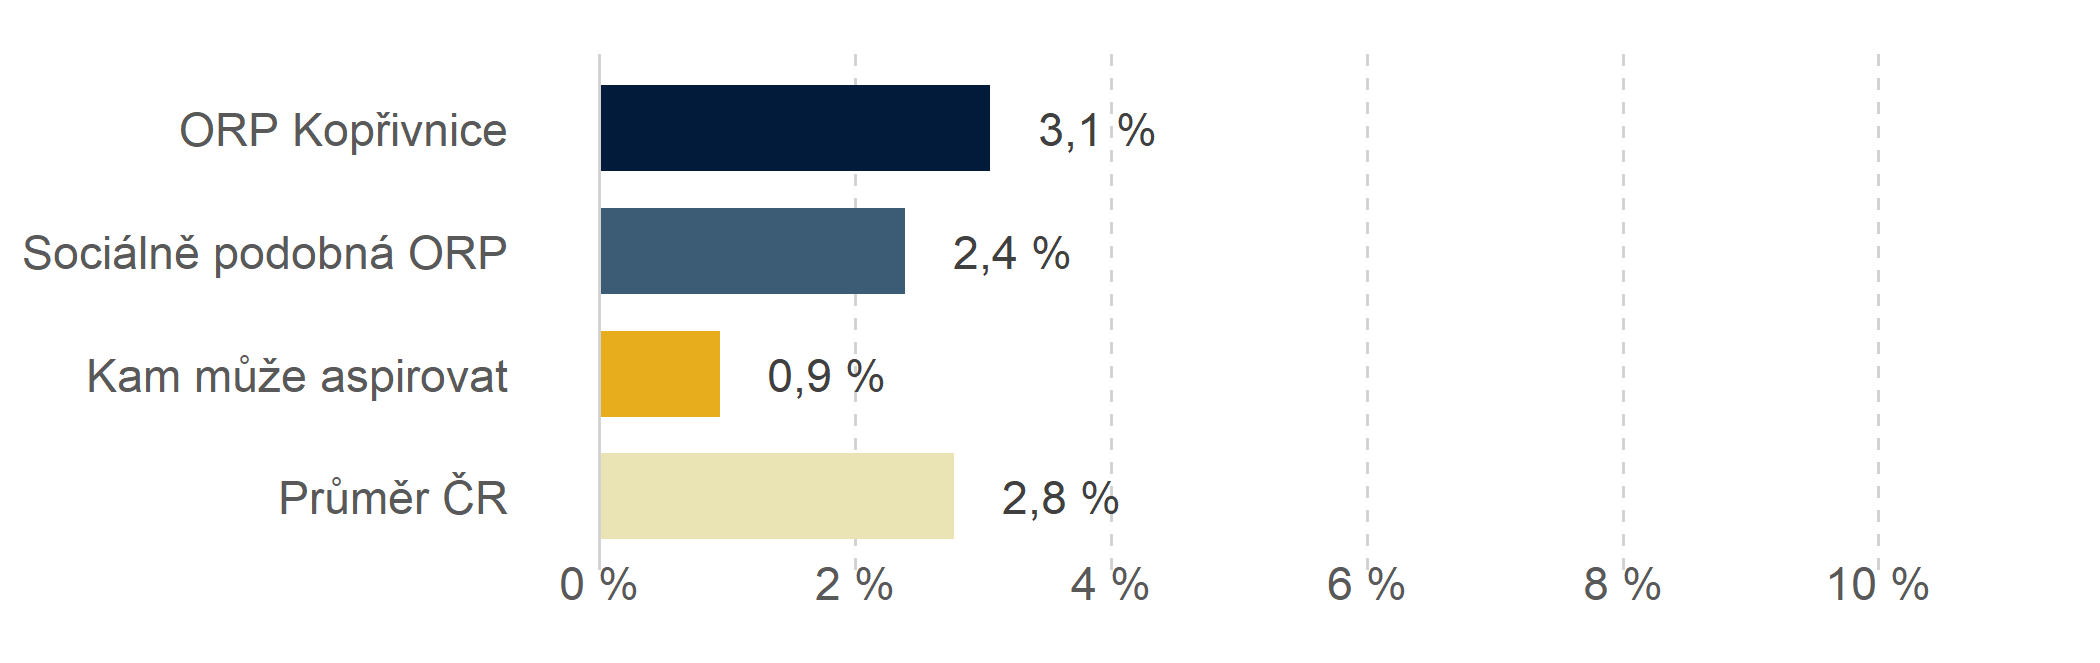 ORP Kopřivnice 3,1 %
Sociálně podobná ORP 2,4 %
Kam může aspirovat 0,9 %
Průměr ČR 2,8 %
0 % 2 % 4 % 6 % 8 % 10 %